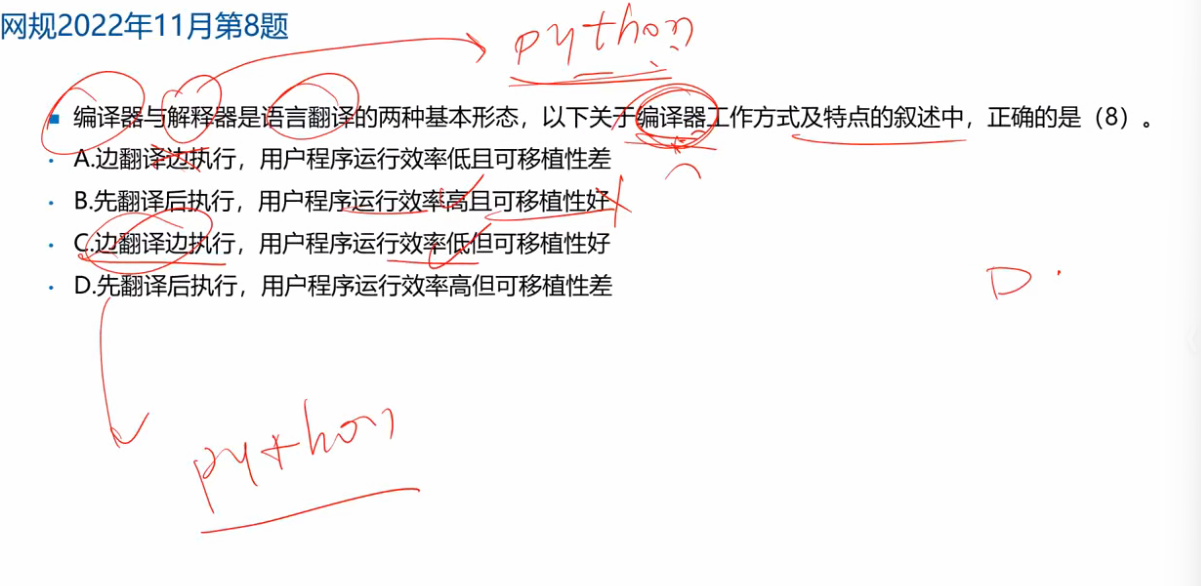 网规2022年11月第8题
python
编译器与解释器是语言翻译的两种基本形态，以下关于编译器工作方式及特点的叙述中，正确的是（8）。
A.边翻译边执行，用户程序运行效率低且可移植性差
B.先翻译后执行，用户程序运行效率高且可移植性好
C.边翻译边执行，用户程序运行效率低但可移植性好
D.先翻译后执行，用户程序运行效率高但可移植性差
D.
python